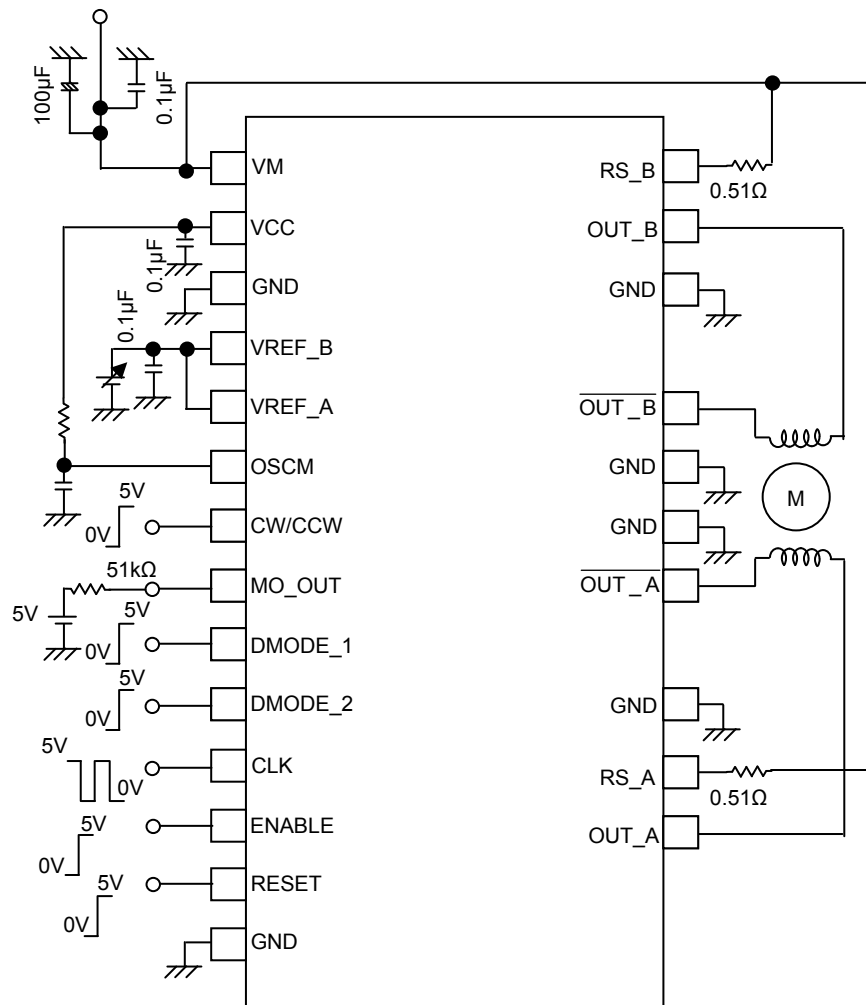 100µF
0.1µF
VM
RS_B
0.51Ω
VCC
OUT_B
0.1µF
GND
GND
0.1µF
VREF_B
VREF_A
OUT_B
OSCM
GND
5V
0V
CW/CCW
GND
M
51kΩ
MO_OUT
OUT_A
5V
5V
0V
DMODE_1
5V
0V
DMODE_2
GND
5V
0V
CLK
RS_A
0.51Ω
5V
0V
ENABLE
OUT_A
5V
0V
RESET
GND